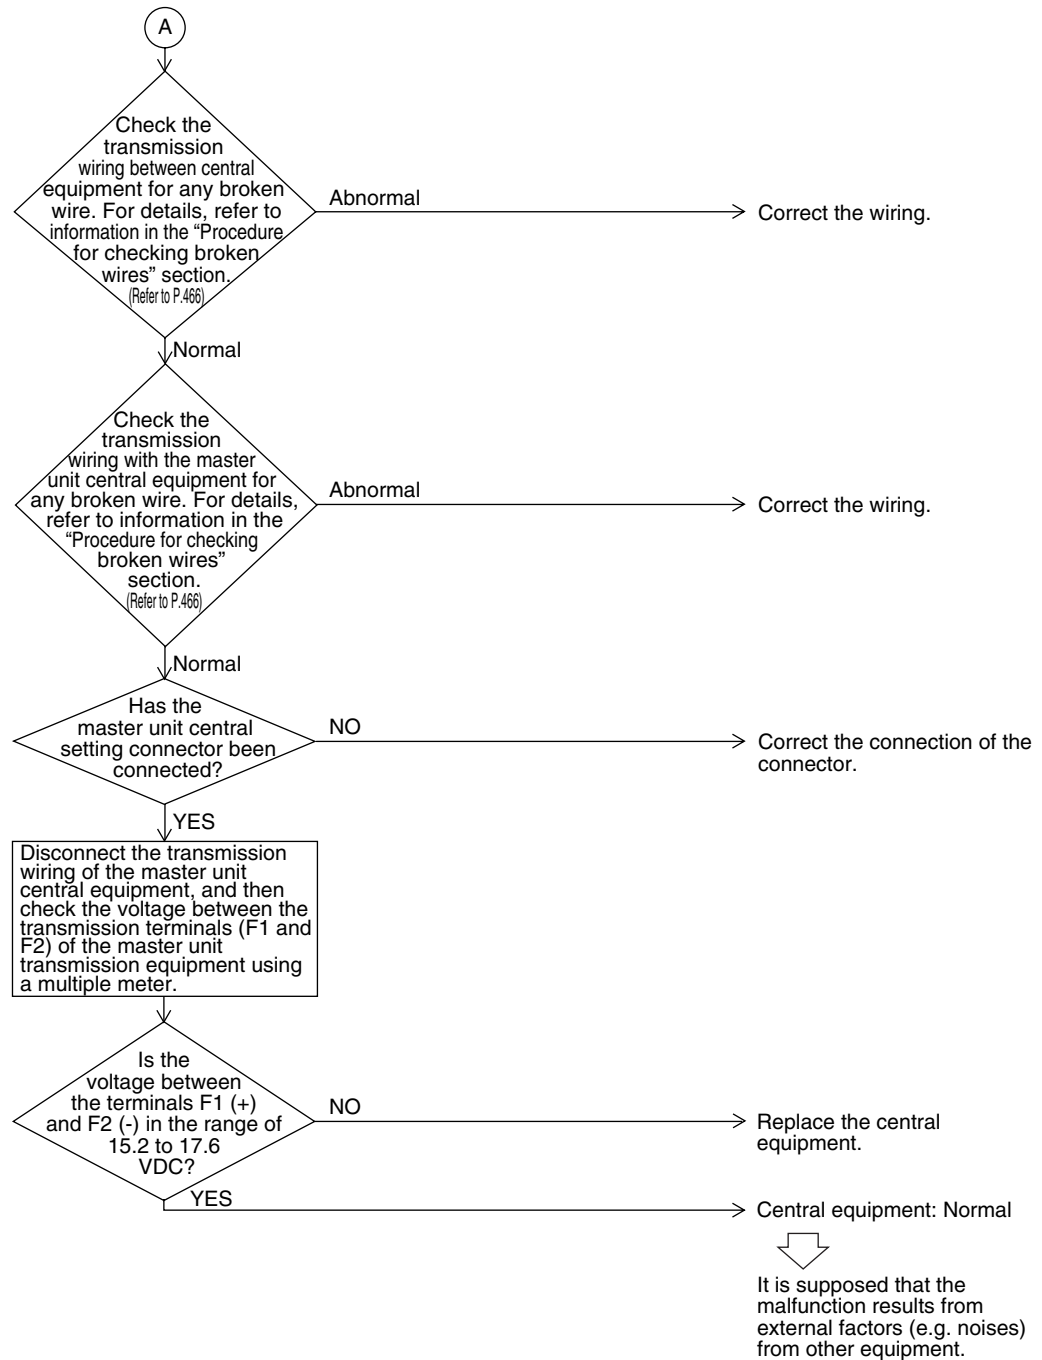 A
Check the
transmission
wiring between central
equipment for any broken
wire. For details, refer to
information in the “Procedure
for checking broken
wires” section.
(Refer to P.466)
Abnormal
Correct the wiring.
Normal
Check the
transmission
wiring with the master
unit central equipment for
any broken wire. For details,
refer to information in the
“Procedure for checking
broken wires”
section.
(Refer to P.466)
Abnormal
Correct the wiring.
Normal
Has the
master unit central
setting connector been
connected?
NO
Correct the connection of the
connector.
YES
Disconnect the transmission
wiring of the master unit
central equipment, and then
check the voltage between the
transmission terminals (F1 and
F2) of the master unit
transmission equipment using
a multiple meter.
Is the
voltage between
the terminals F1 (+)
and F2 (-) in the range of
15.2 to 17.6
VDC?
NO
Replace the central
equipment.
YES
Central equipment: Normal
It is supposed that the
malfunction results from
external factors (e.g. noises)
from other equipment.